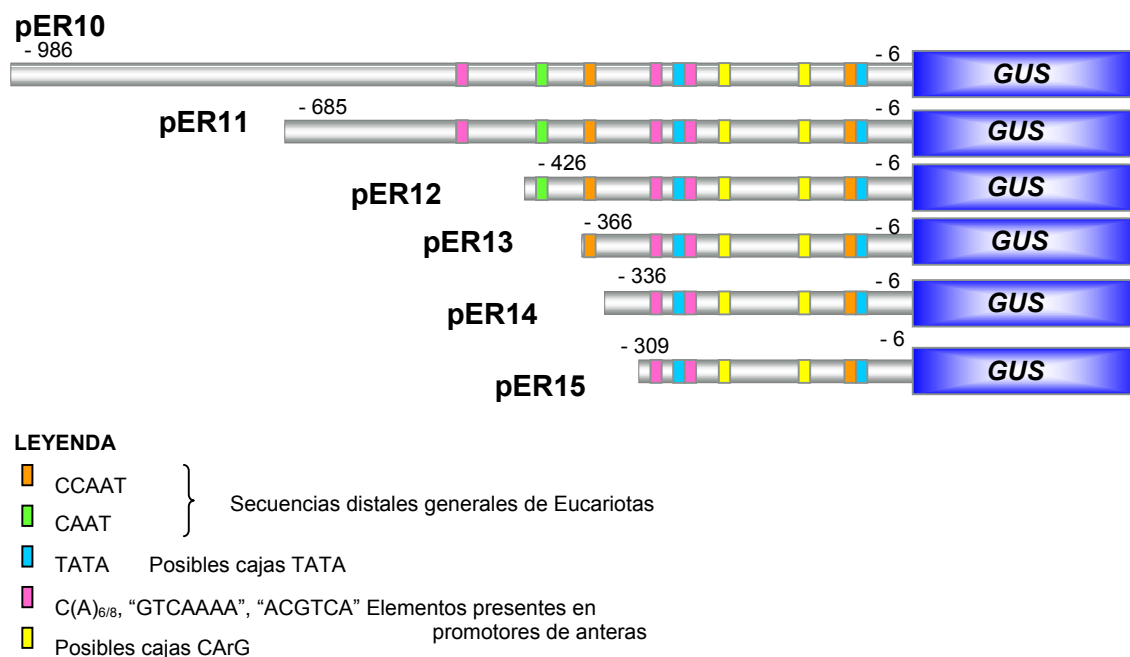 pER10
- 986
- 6
GUS
pER11
- 685
- 6
GUS
pER12
- 426
- 6
GUS
pER13
- 366
- 6
GUS
pER14
- 336
- 6
GUS
pER15
- 309
- 6
GUS
LEYENDA
CCAAT
Secuencias distales generales de Eucariotas
CAAT
TATA Posibles cajas TATA
C(A)6/8, “GTCAAAA”, “ACGTCA” Elementos presentes en
promotores de anteras
Posibles cajas CArG